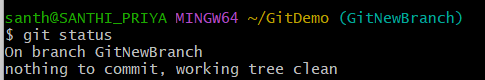 santh@SANTHI_PRIYA MINGW64 ~/GitDemo (GitNewBranch)
$ git status
On branch GitNewBranch
nothing to commit, working tree clean